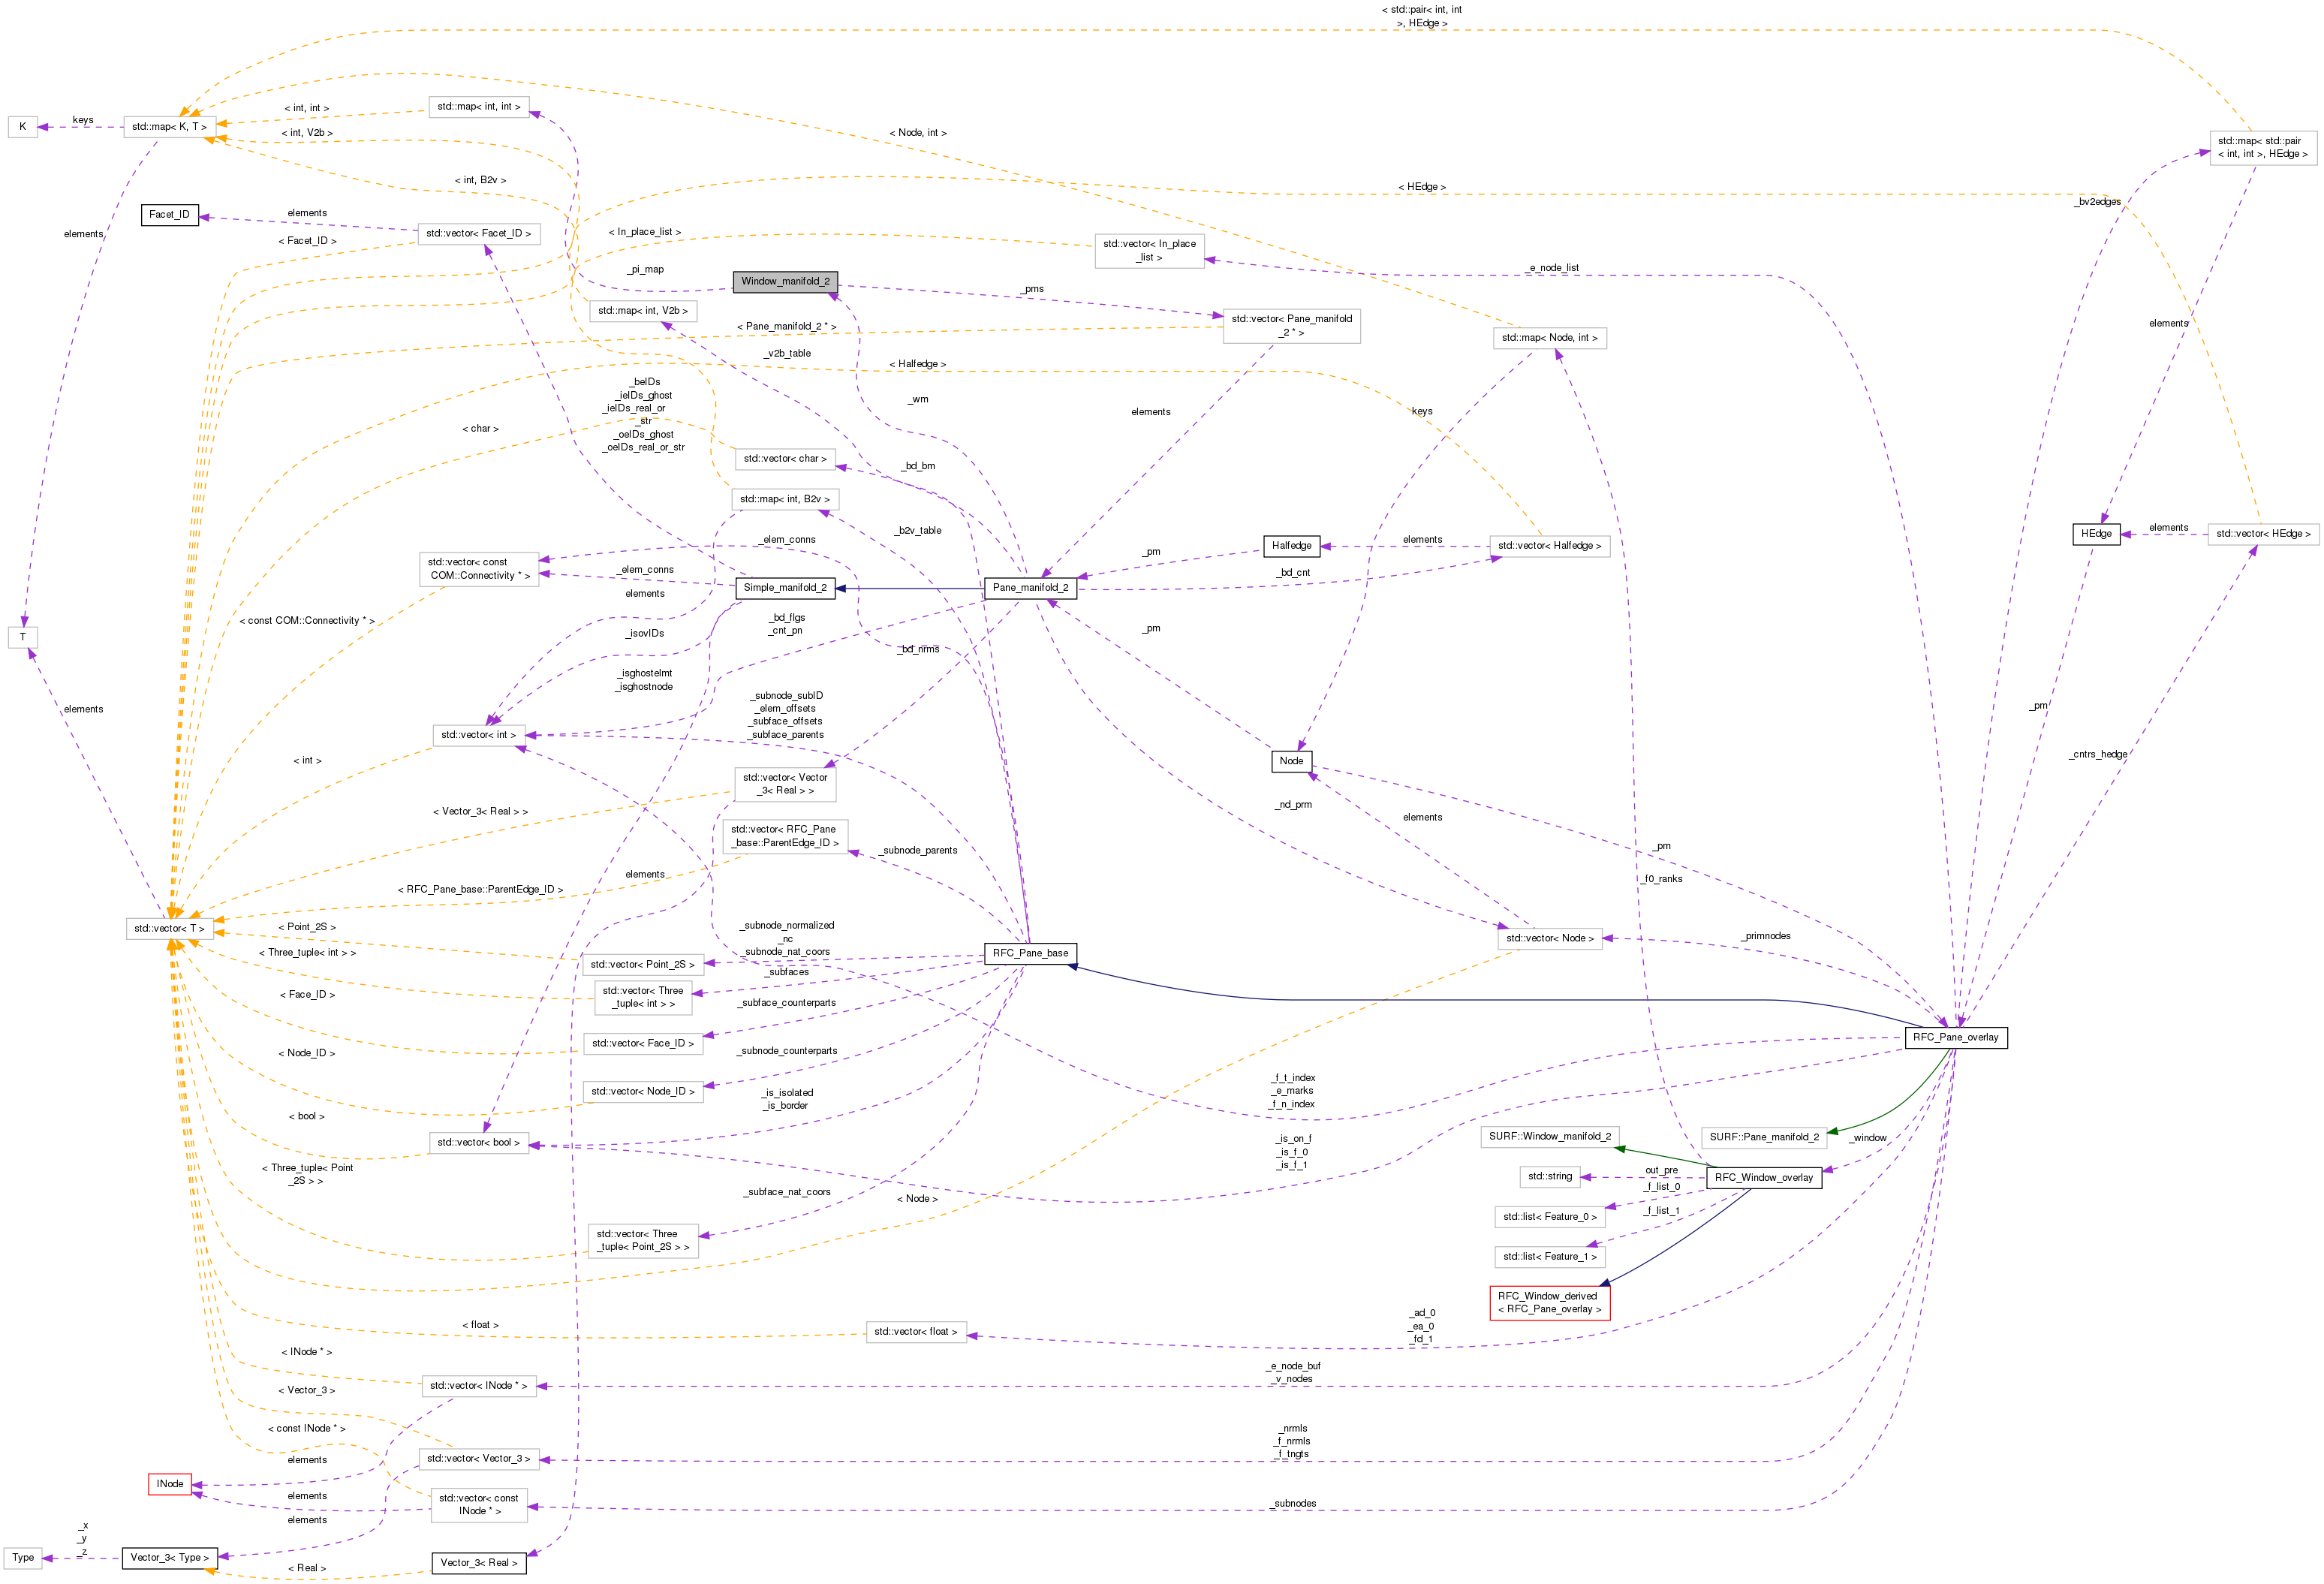 < std::pair< int, int
>, HEdge >
std::map< int, int >
< int, int >
K
keys
std::map< K, T >
< int, V2b >
< Node, int >
std::map< std::pair
< int, int >, HEdge >
< int, B2v >
< HEdge >
_bv2edges
Facet_ID
elements
std::vector< Facet_ID >
elements
< Facet_ID >
< In_place_list >
std::vector< In_place
_list >
_e_node_list
_pi_map
Window_manifold_2
_pms
std::map< int, V2b >
std::vector< Pane_manifold
_2 * >
< Pane_manifold_2 * >
elements
std::map< Node, int >
_v2b_table
< Halfedge >
_beIDs
_ieIDs_ghost
_ieIDs_real_or
_str
_oeIDs_ghost
_oeIDs_real_or_str
_wm
elements
keys
< char >
std::vector< char >
_bd_bm
std::map< int, B2v >
_b2v_table
_elem_conns
std::vector< const
COM::Connectivity * >
_elem_conns
elements
Simple_manifold_2
Pane_manifold_2
_pm
Halfedge
elements
std::vector< Halfedge >
_bd_cnt
HEdge
elements
std::vector< HEdge >
T
< const COM::Connectivity * >
_isovIDs
_bd_flgs
_cnt_pn
_pm
_bd_nrms
_isghostelmt
_isghostnode
elements
_subnode_subID
_elem_offsets
_subface_offsets
_subface_parents
std::vector< int >
< int >
_pm
_cntrs_hedge
Node
std::vector< Vector
_3< Real > >
< Vector_3< Real > >
_nd_prm
elements
std::vector< RFC_Pane
_base::ParentEdge_ID >
_subnode_parents
_pm
elements
< RFC_Pane_base::ParentEdge_ID >
_f0_ranks
std::vector< T >
< Point_2S >
_subnode_normalized
_nc
_subnode_nat_coors
std::vector< Node >
_primnodes
< Three_tuple< int > >
RFC_Pane_base
std::vector< Point_2S >
_subfaces
std::vector< Three
_tuple< int > >
< Face_ID >
_subface_counterparts
std::vector< Face_ID >
RFC_Pane_overlay
< Node_ID >
_subnode_counterparts
std::vector< Node_ID >
_is_isolated
_is_border
_f_t_index
_e_marks
_f_n_index
< bool >
std::vector< bool >
_is_on_f
_is_f_0
_is_f_1
SURF::Window_manifold_2
SURF::Pane_manifold_2
_window
< Three_tuple< Point
_2S > >
_subface_nat_coors
< Node >
std::string
out_pre
RFC_Window_overlay
_f_list_0
std::list< Feature_0 >
_f_list_1
std::vector< Three
_tuple< Point_2S > >
std::list< Feature_1 >
RFC_Window_derived
< RFC_Pane_overlay >
< float >
std::vector< float >
_ad_0
_ea_0
_fd_1
< INode * >
std::vector< INode * >
_e_node_buf
_v_nodes
< Vector_3 >
< const INode * >
std::vector< Vector_3 >
_nrmls
_f_nrmls
_f_tngts
elements
INode
elements
std::vector< const
INode * >
_subnodes
elements
_x
_y
_z
Type
Vector_3< Type >
< Real >
Vector_3< Real >